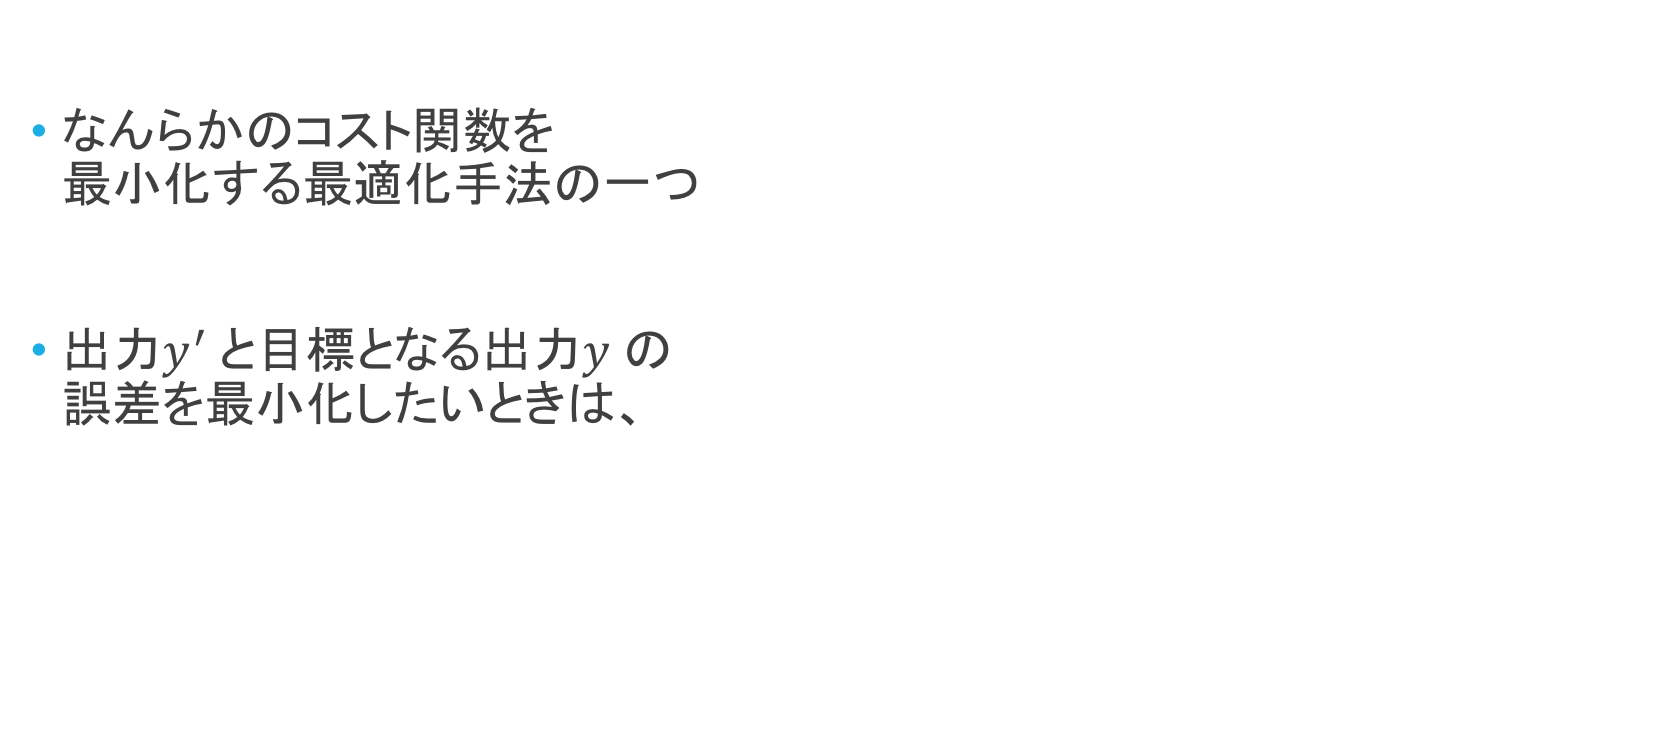 • なんらかのコスト関数を
最小化する最適化手法の一つ
• 出力y′ と目標となる出力y の
誤差を最小化したいときは、